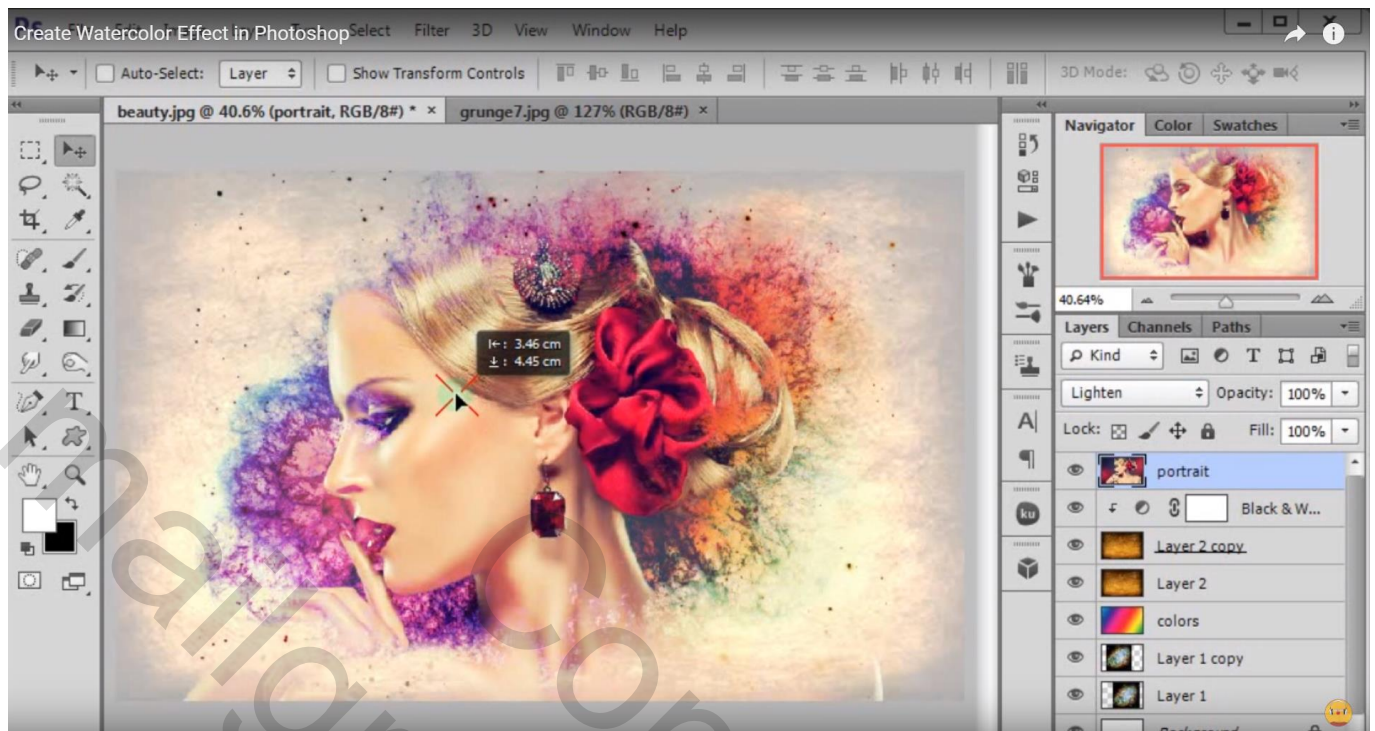 Create Watercolor Effect in Photoshop
Select Filter 3D View Window Help
Auto-Select: Layer Show Transform Controls 3D Mode:
beauty.jpg @ 40.6% (portrait, RGB/8#) * × grunge7.jpg @ 127% (RGB/8#) ×
Navigator Color Swatches
3.46 cm
4.45 cm
40.64%
Layers Channels Paths
Kind
Lighten Opacity: 100%
Lock: Fill: 100%
portrait
Black & W...
Layer 2 copy
Layer 2
colors
Layer 1 copy
Layer 1
Background
ku